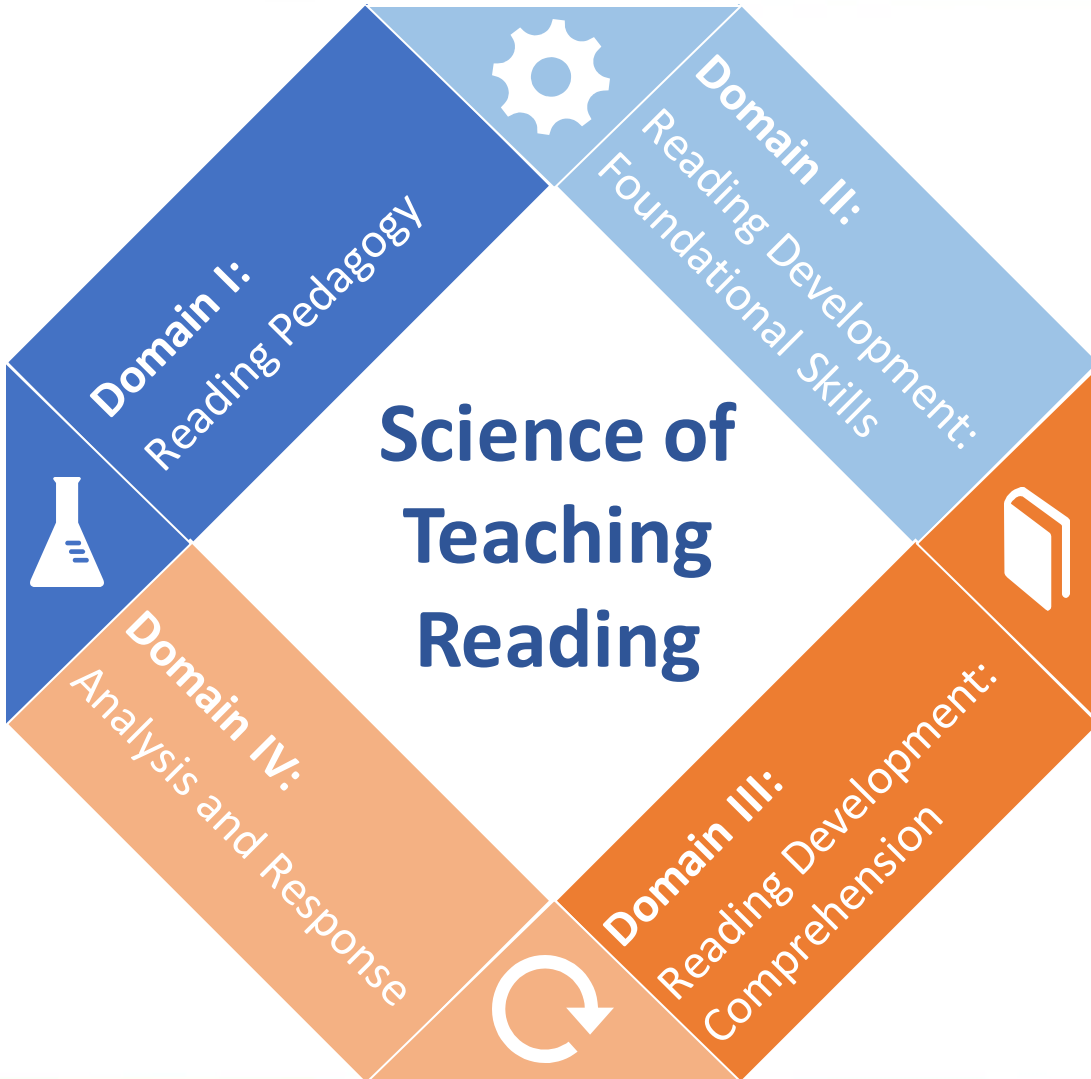 Domain I:
Reading Pedagogy
Domain II:
Reading Development:
Foundational Skills
Science of
Teaching
Reading
Domain III:
Reading Development:
Comprehension
Domain IV:
Analysis and Response